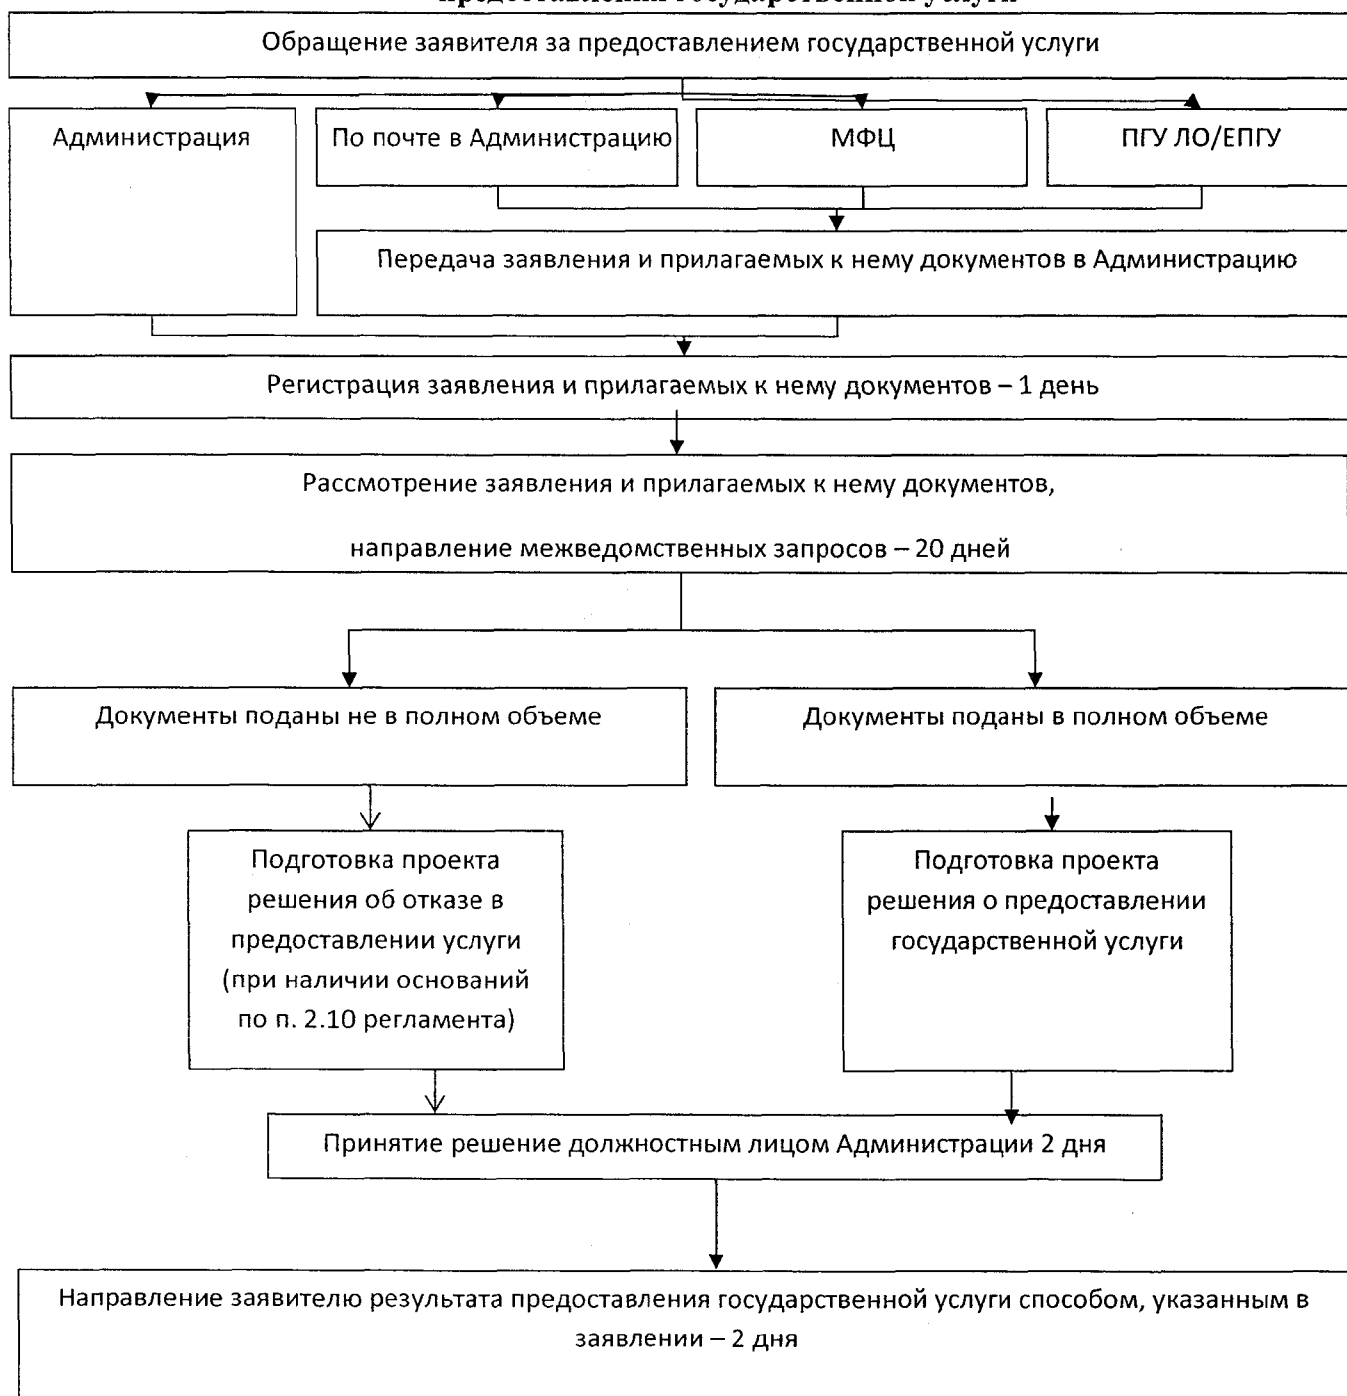 предоставлении государственной услуги
Обращение заявителя за предоставлением государственной услуги
Администрация
По почте в Администрацию
МФЦ
ПГУ ЛО/ЕПГУ
Передача заявления и прилагаемых к нему документов в Администрацию
Регистрация заявления и прилагаемых к нему документов – 1 день
Рассмотрение заявления и прилагаемых к нему документов,
направление межведомственных запросов – 20 дней
Документы поданы не в полном объеме
Документы поданы в полном объеме
Подготовка проекта
решения об отказе в
предоставлении услуги
(при наличии оснований
по п. 2.10 регламента)
Подготовка проекта
решения о предоставлении
государственной услуги
Принятие решение должностным лицом Администрации 2 дня
Направление заявителю результата предоставления государственной услуги способом, указанным в
заявлении – 2 дня